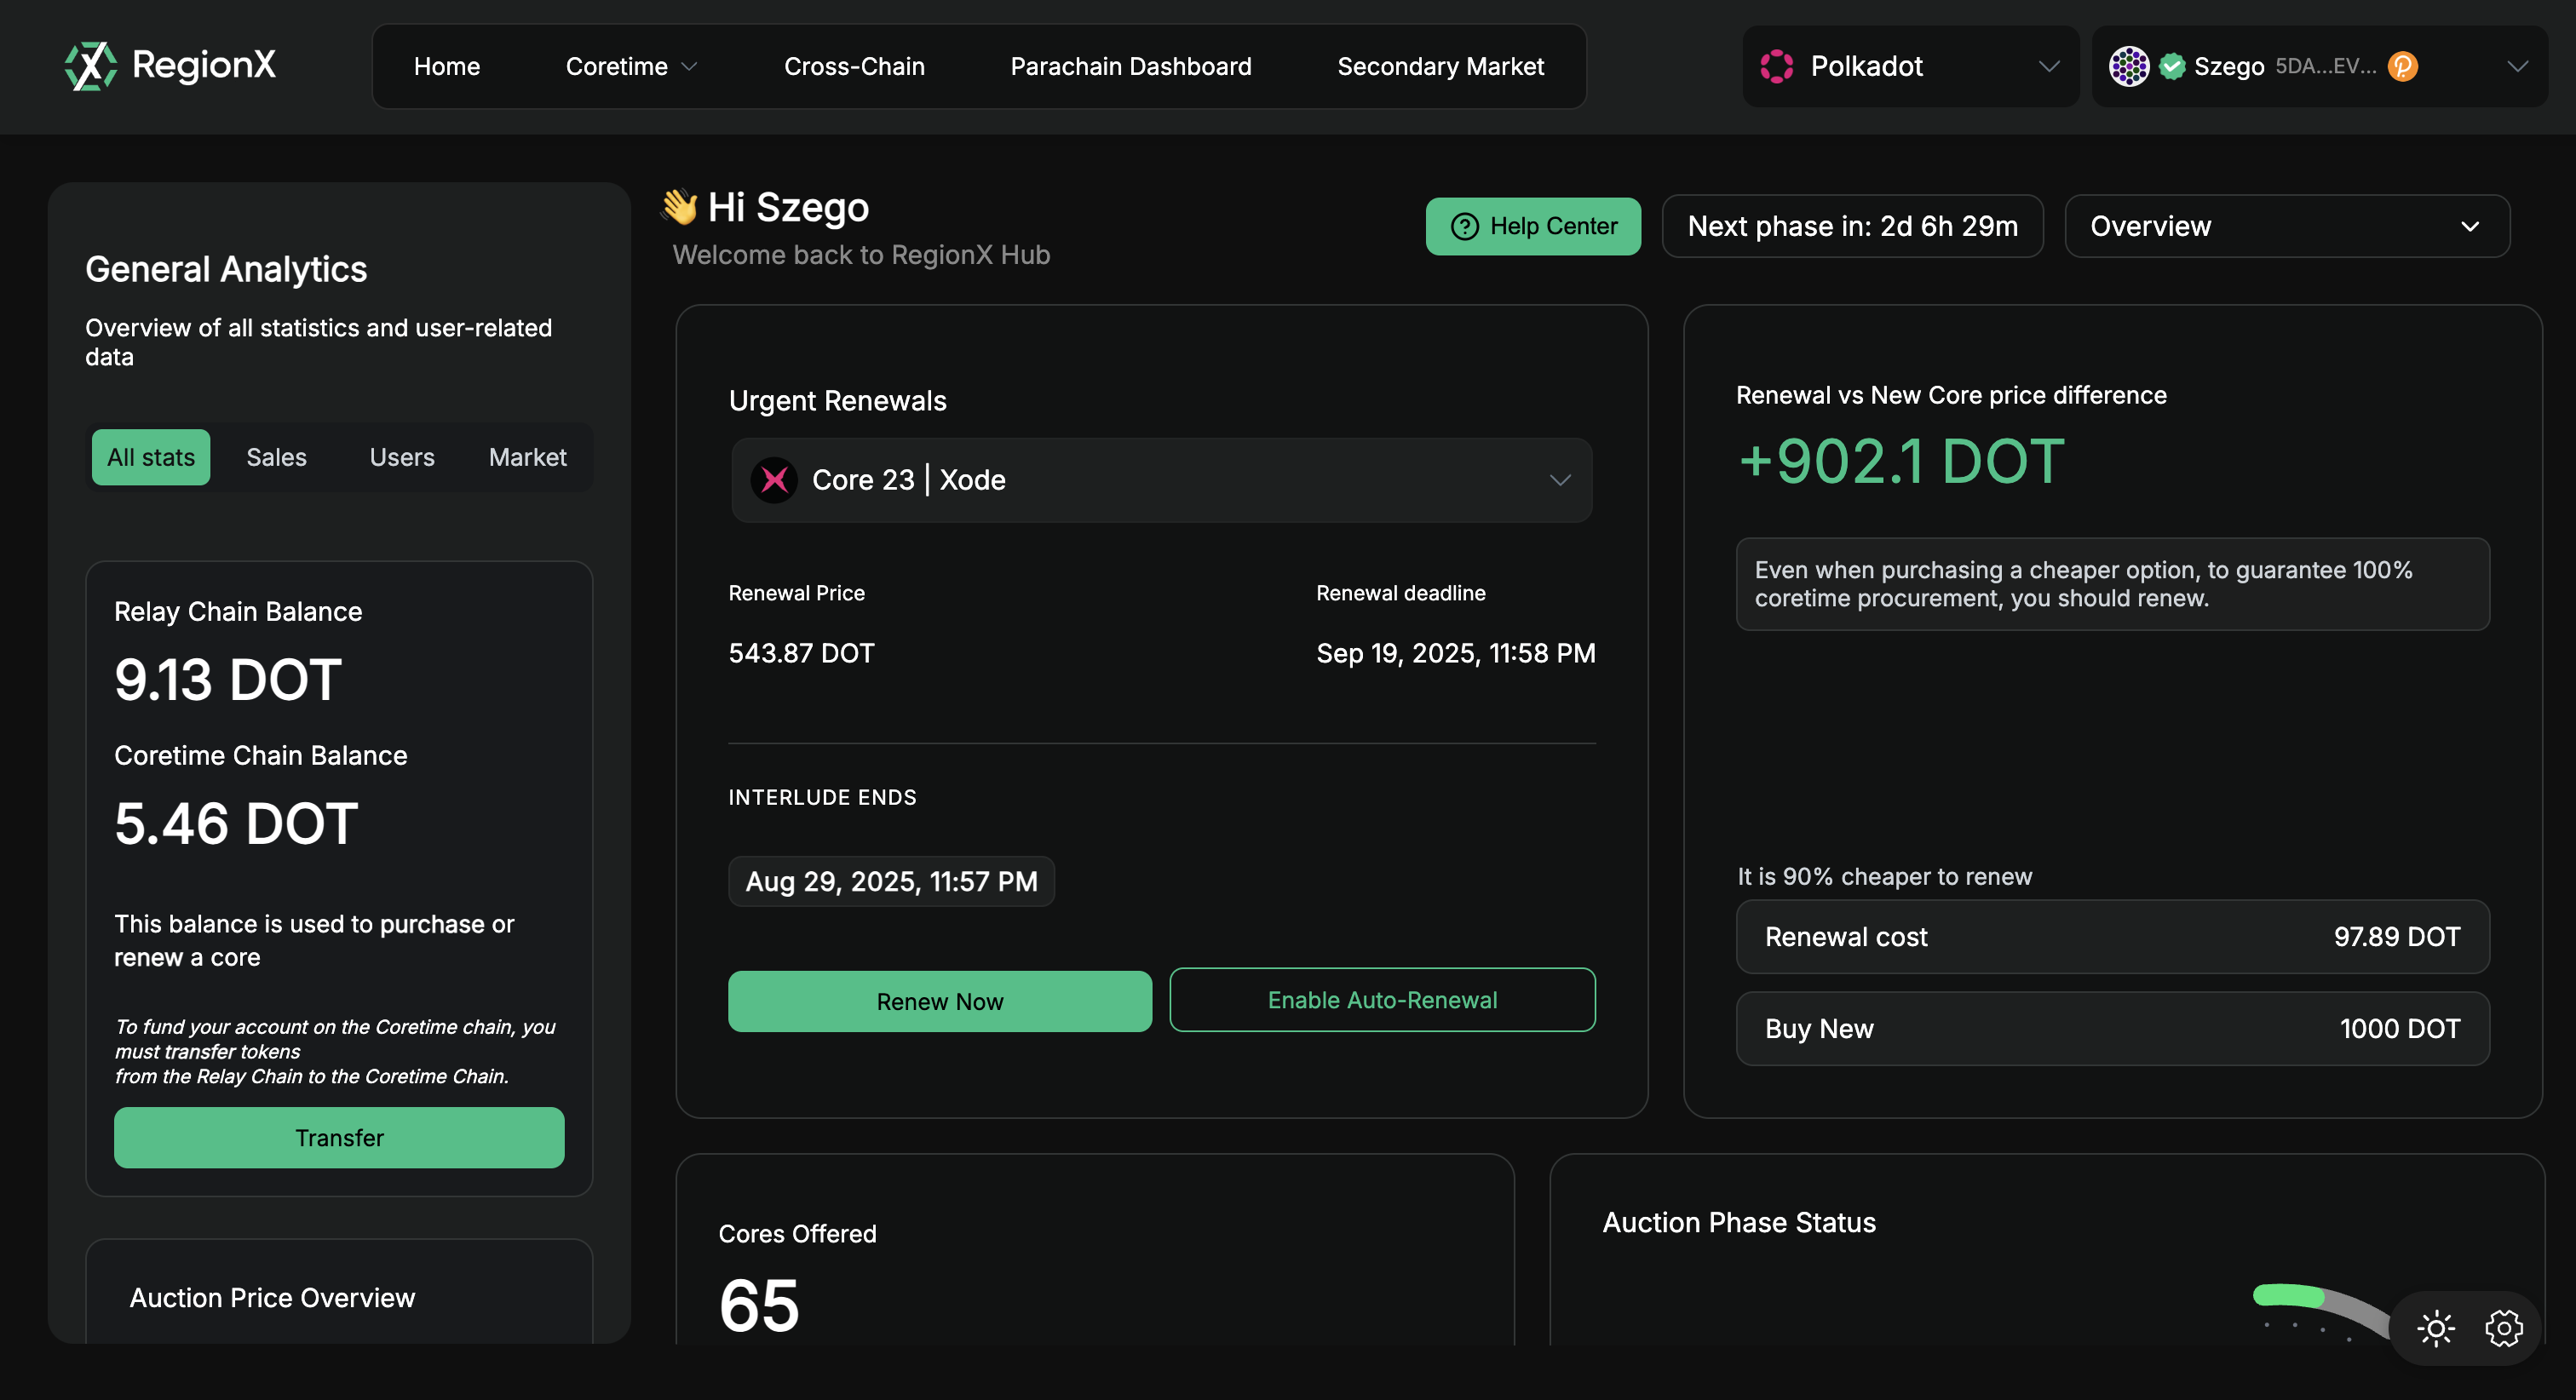 RegionX
Home
Coretime
Cross-Chain
Parachain Dashboard
Secondary Market
Polkadot
Szego 5DA...EV...
General Analytics
Overview of all statistics and user-related
data
All stats
Sales
Users
Market
Relay Chain Balance
9.13 DOT
Coretime Chain Balance
5.46 DOT
This balance is used to purchase or
renew a core
To fund your account on the Coretime chain, you
must transfer tokens
from the Relay Chain to the Coretime Chain.
Transfer
Auction Price Overview
👋 Hi Szego
Welcome back to RegionX Hub
Help Center
Next phase in: 2d 6h 29m
Overview
Urgent Renewals
Core 23 | Xode
Renewal Price
543.87 DOT
Renewal deadline
Sep 19, 2025, 11:58 PM
INTERLUDE ENDS
Aug 29, 2025, 11:57 PM
Renew Now
Enable Auto-Renewal
Renewal vs New Core price difference
+902.1 DOT
Even when purchasing a cheaper option, to guarantee 100%
coretime procurement, you should renew.
It is 90% cheaper to renew
Renewal cost
97.89 DOT
Buy New
1000 DOT
Cores Offered
65
Auction Phase Status